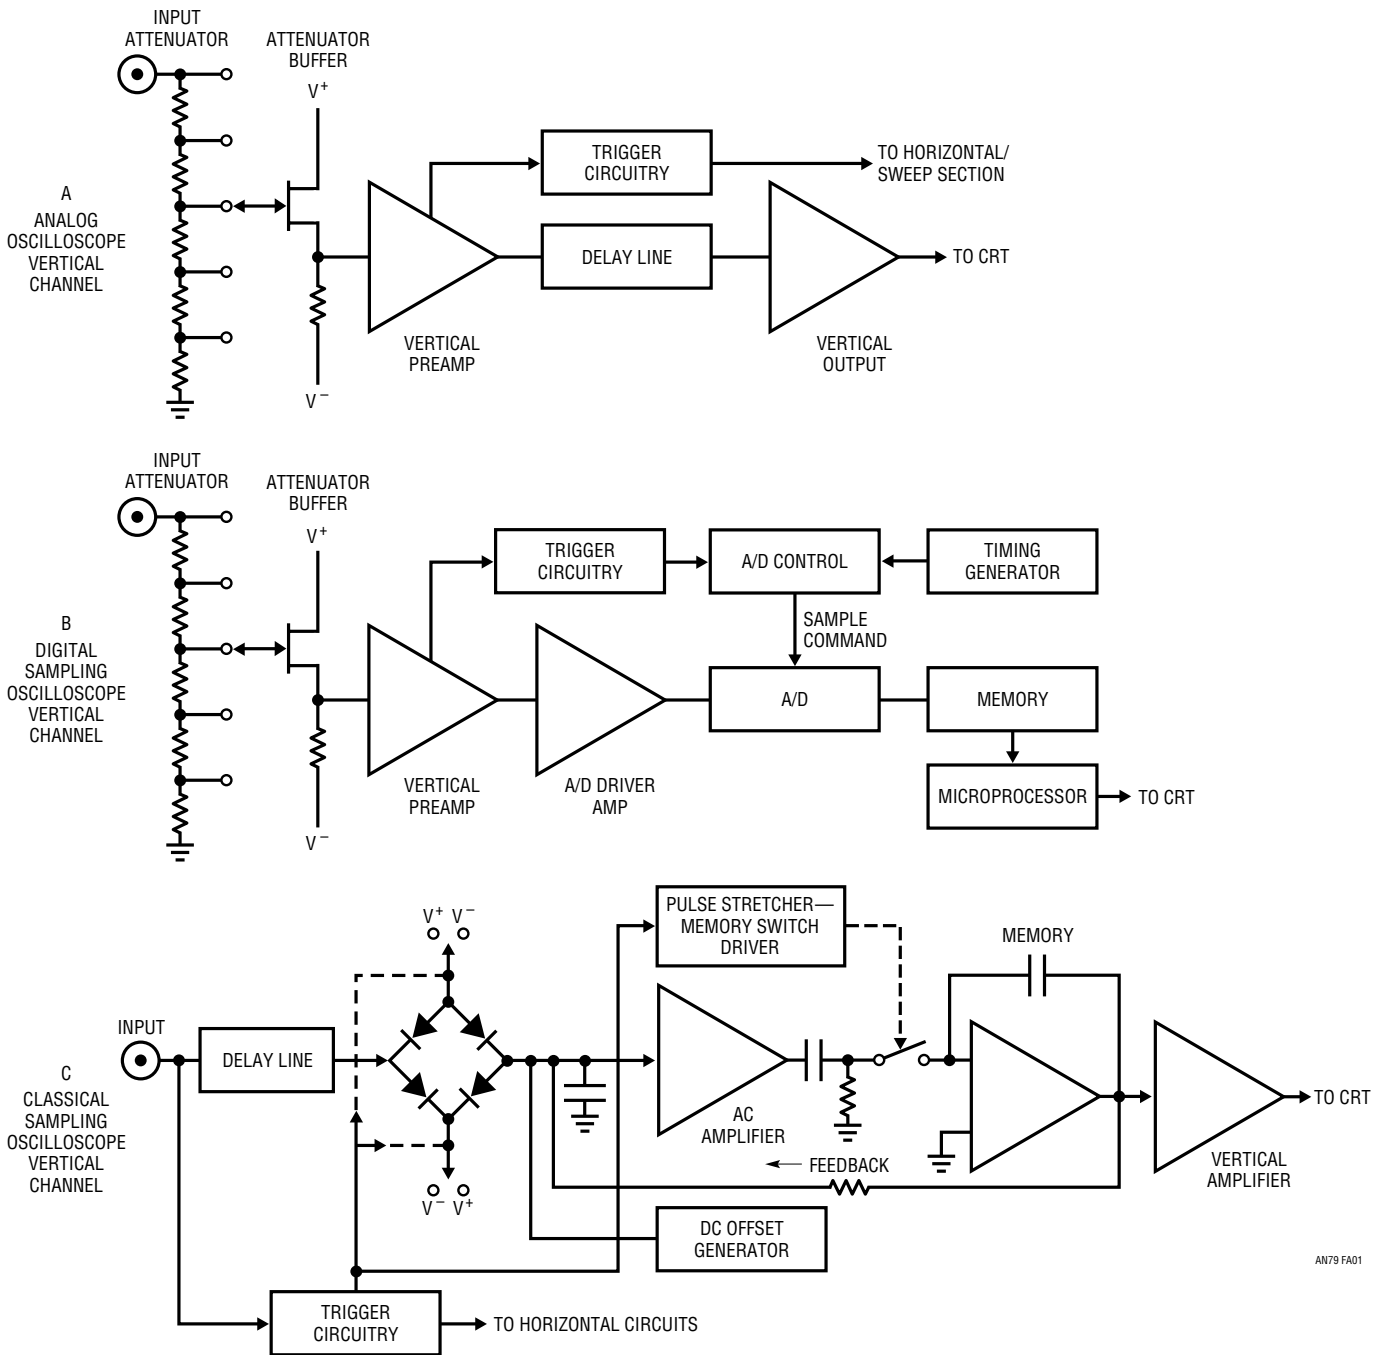 INPUT
ATTENUATOR
ATTENUATOR
BUFFER
V+
TRIGGER
CIRCUITRY
TO HORIZONTAL/
SWEEP SECTION
A
ANALOG
OSCILLOSCOPE
VERTICAL
CHANNEL
DELAY LINE
TO CRT
VERTICAL
PREAMP
VERTICAL
OUTPUT
V–
INPUT
ATTENUATOR
ATTENUATOR
BUFFER
V+
TRIGGER
CIRCUITRY
A/D CONTROL
TIMING
GENERATOR
SAMPLE
COMMAND
B
DIGITAL
SAMPLING
OSCILLOSCOPE
VERTICAL
CHANNEL
A/D
MEMORY
VERTICAL
PREAMP
A/D DRIVER
AMP
MICROPROCESSOR
TO CRT
V–
PULSE STRETCHER—
MEMORY SWITCH
DRIVER
V+ V–
MEMORY
INPUT
DELAY LINE
C
CLASSICAL
SAMPLING
OSCILLOSCOPE
VERTICAL
CHANNEL
AC
AMPLIFIER
TO CRT
FEEDBACK
VERTICAL
AMPLIFIER
V– V+
DC OFFSET
GENERATOR
AN79 FA01
TRIGGER
CIRCUITRY
TO HORIZONTAL CIRCUITS